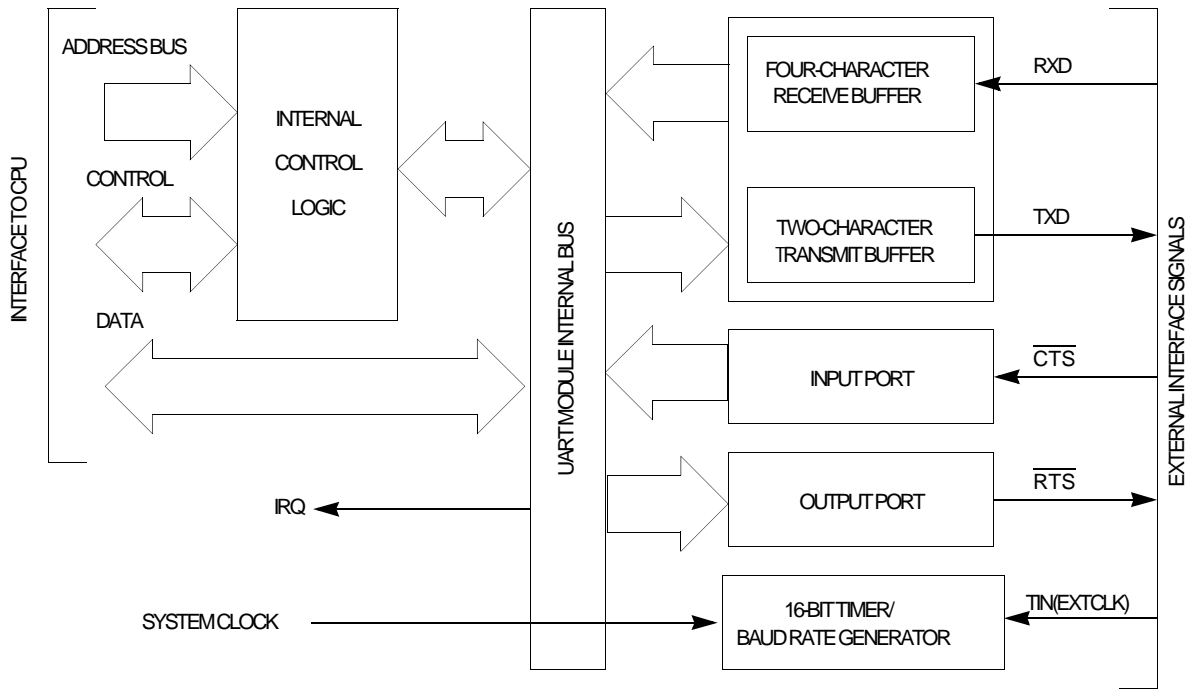 INTERFACE TO CPU
ADDRESS BUS
CONTROL
DATA
INTERNAL
CONTROL
LOGIC
IRQ
SYSTEM CLOCK
UART MODULE INTERNAL BUS
FOUR-CHARACTER
RECEIVE BUFFER
TWO-CHARACTER
TRANSMIT BUFFER
INPUT PORT
OUTPUT PORT
16-BIT TIMER/
BAUD RATE GENERATOR
RXD
TXD
CTS
RTS
TIN(EXTCLK)
EXTERNAL INTERFACE SIGNALS